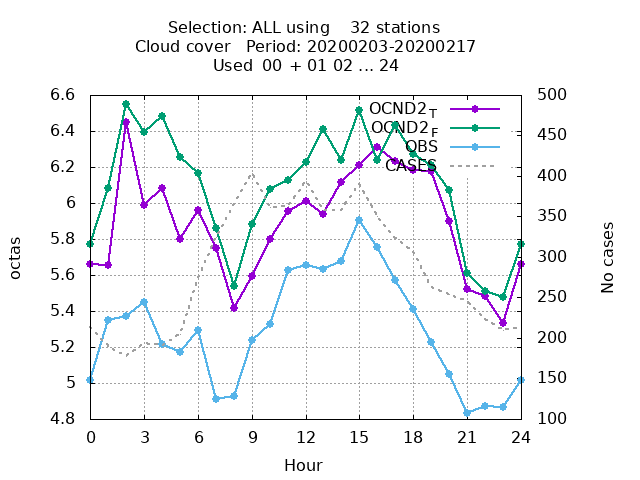 Selection: ALL using 32 stations
Cloud cover Period: 20200203-20200217
Used 00 + 01 02 ... 24
6.6
6.4
6.2
6
5.8
5.6
5.4
5.2
5
4.8
octas
500
450
400
350
300
250
200
150
100
No cases
OCND2 T
OCND2 F
OBS
CASES
0 3 6 9 12 15 18 21 24
Hour